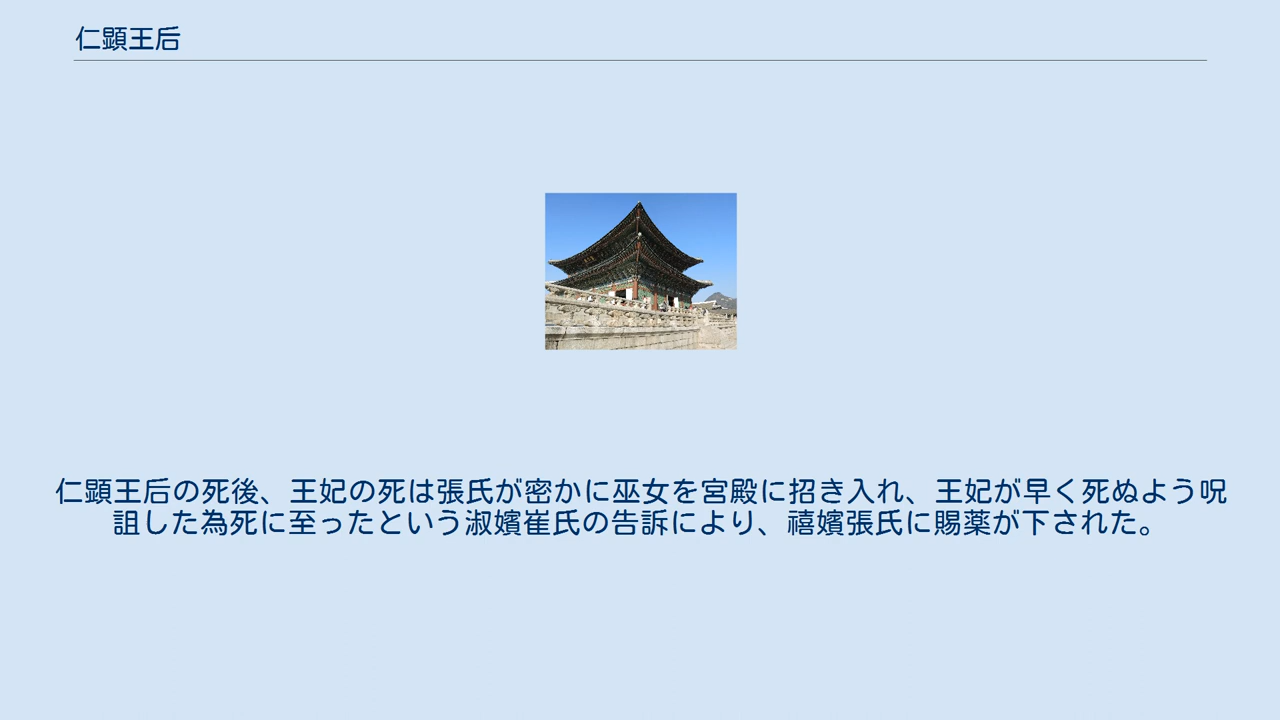 仁顕王后
仁顕王后の死後、王妃の死は張氏が密かに巫女を宮殿に招き入れ、王妃が早く死ぬよう呪
詛した為死に至ったという淑嬪崔氏の告訴により、禧嬪張氏に賜薬が下された。